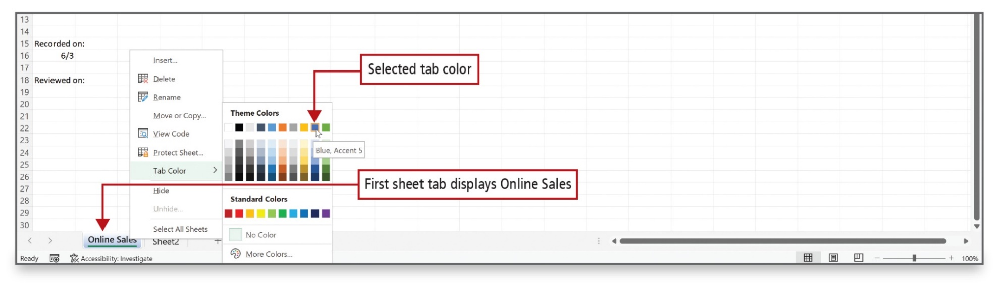 13
14
15 Recorded on:
16 6/3
17
18 Reviewed on:
19
20
21
22
23
24
25
26
27
28
29
30
Insert...
Delete
Rename
Move or Copy...
View Code
Protect Sheet...
Tab Color
Hide
Unhide...
Select All Sheets
Theme Colors
Blue, Accent 5
Standard Colors
No Color
More Colors...
Selected tab color
First sheet tab displays Online Sales
Online Sales Sheet2 +
Ready Accessibility: Investigate
− + 100%